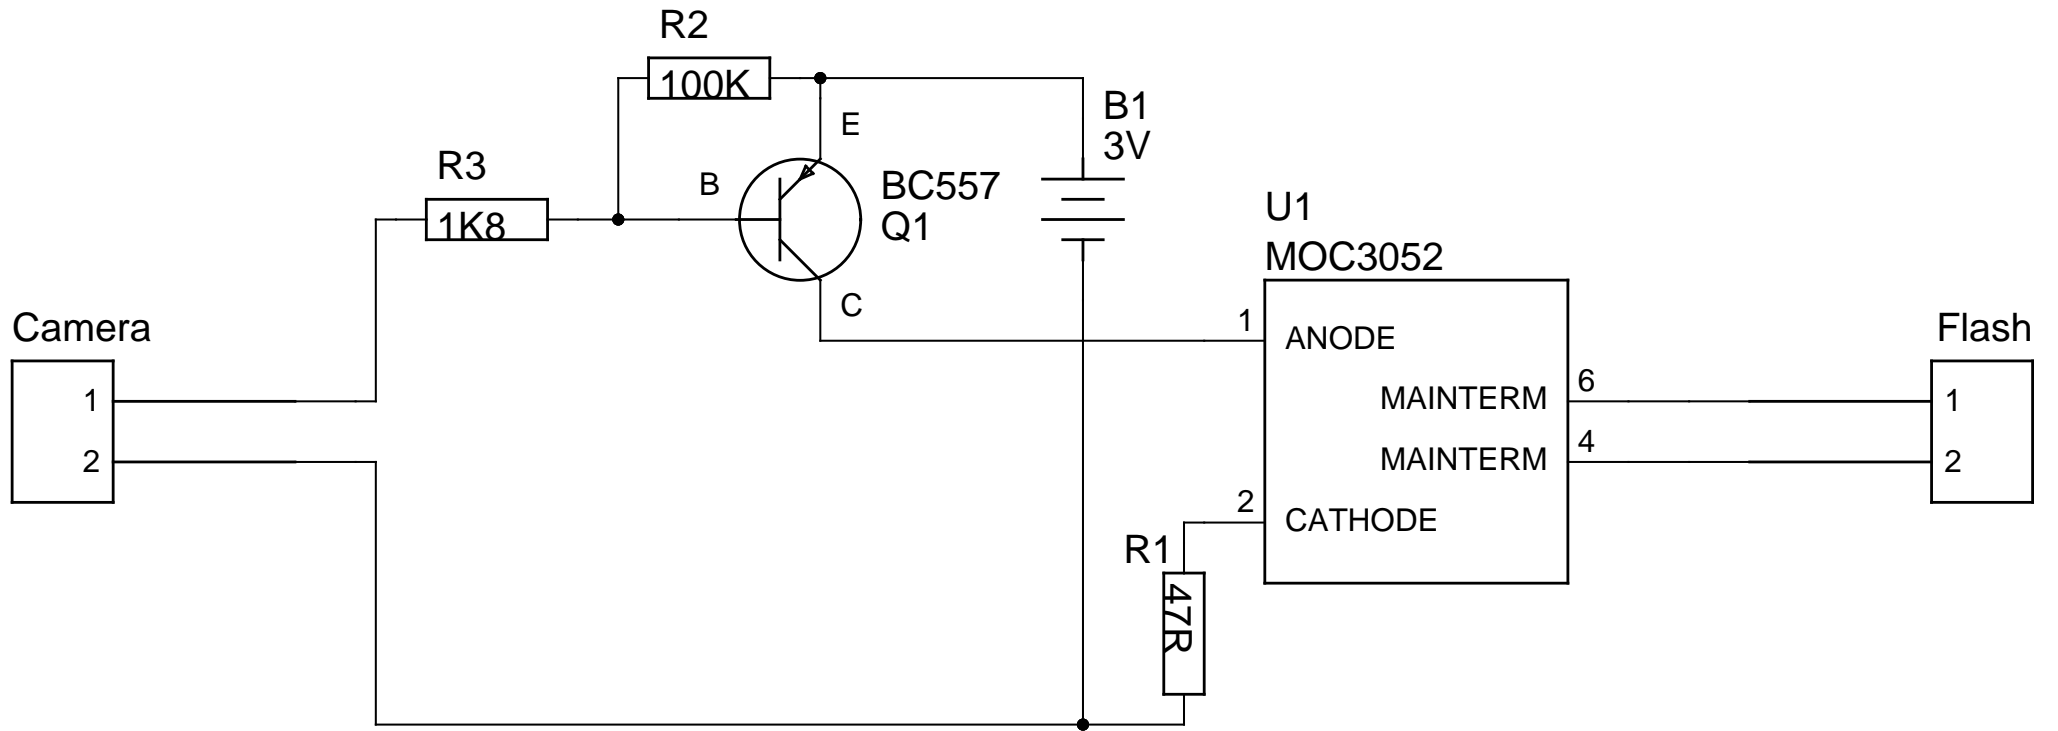 R2
100K
B1
3V
E
R3
1K8
B
BC557
Q1
U1
MOC3052
C
Camera
1
2
1
ANODE
6
MAINTERM
4
MAINTERM
2
CATHODE
Flash
1
2
R1
47R